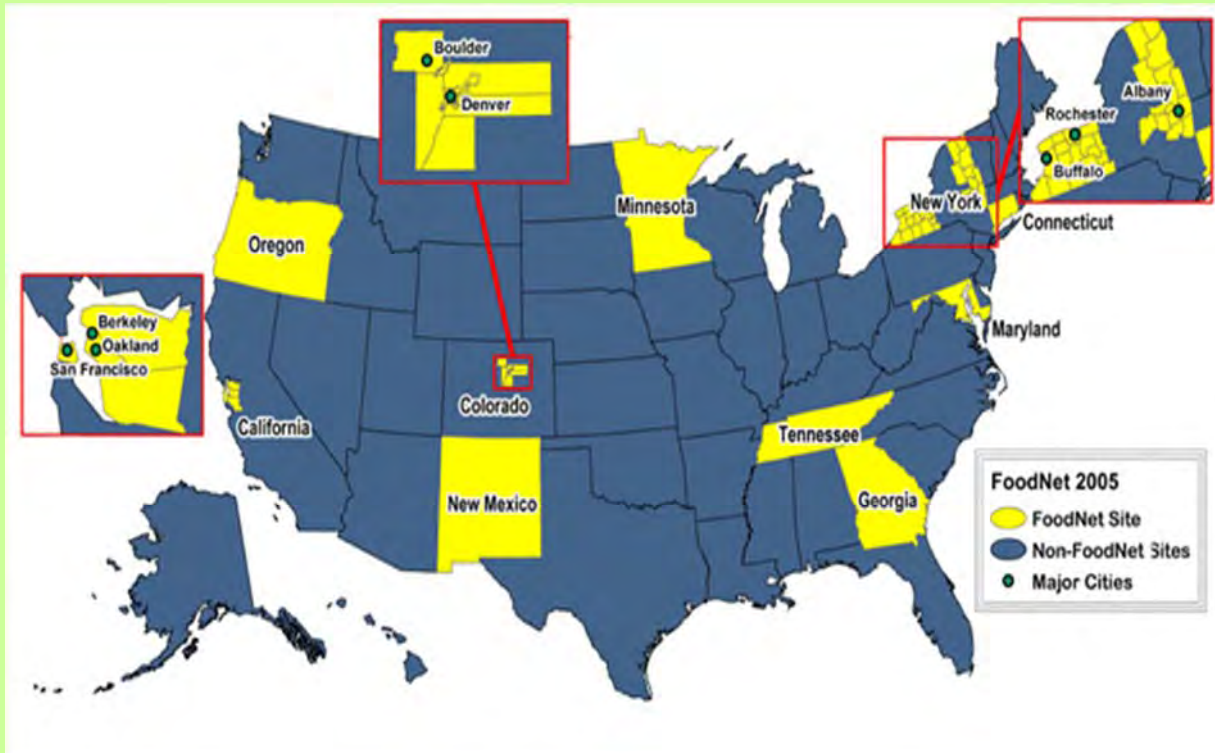 Boulder
Denver
Albany
Rochester
Buffalo
New York
Connecticut
Minnesota
Oregon
Berkeley
Oakland
San Francisco
Maryland
Colorado
California
Tennessee
New Mexico
Georgia
FoodNet 2005
FoodNet Site
Non-FoodNet Sites
Major Cities